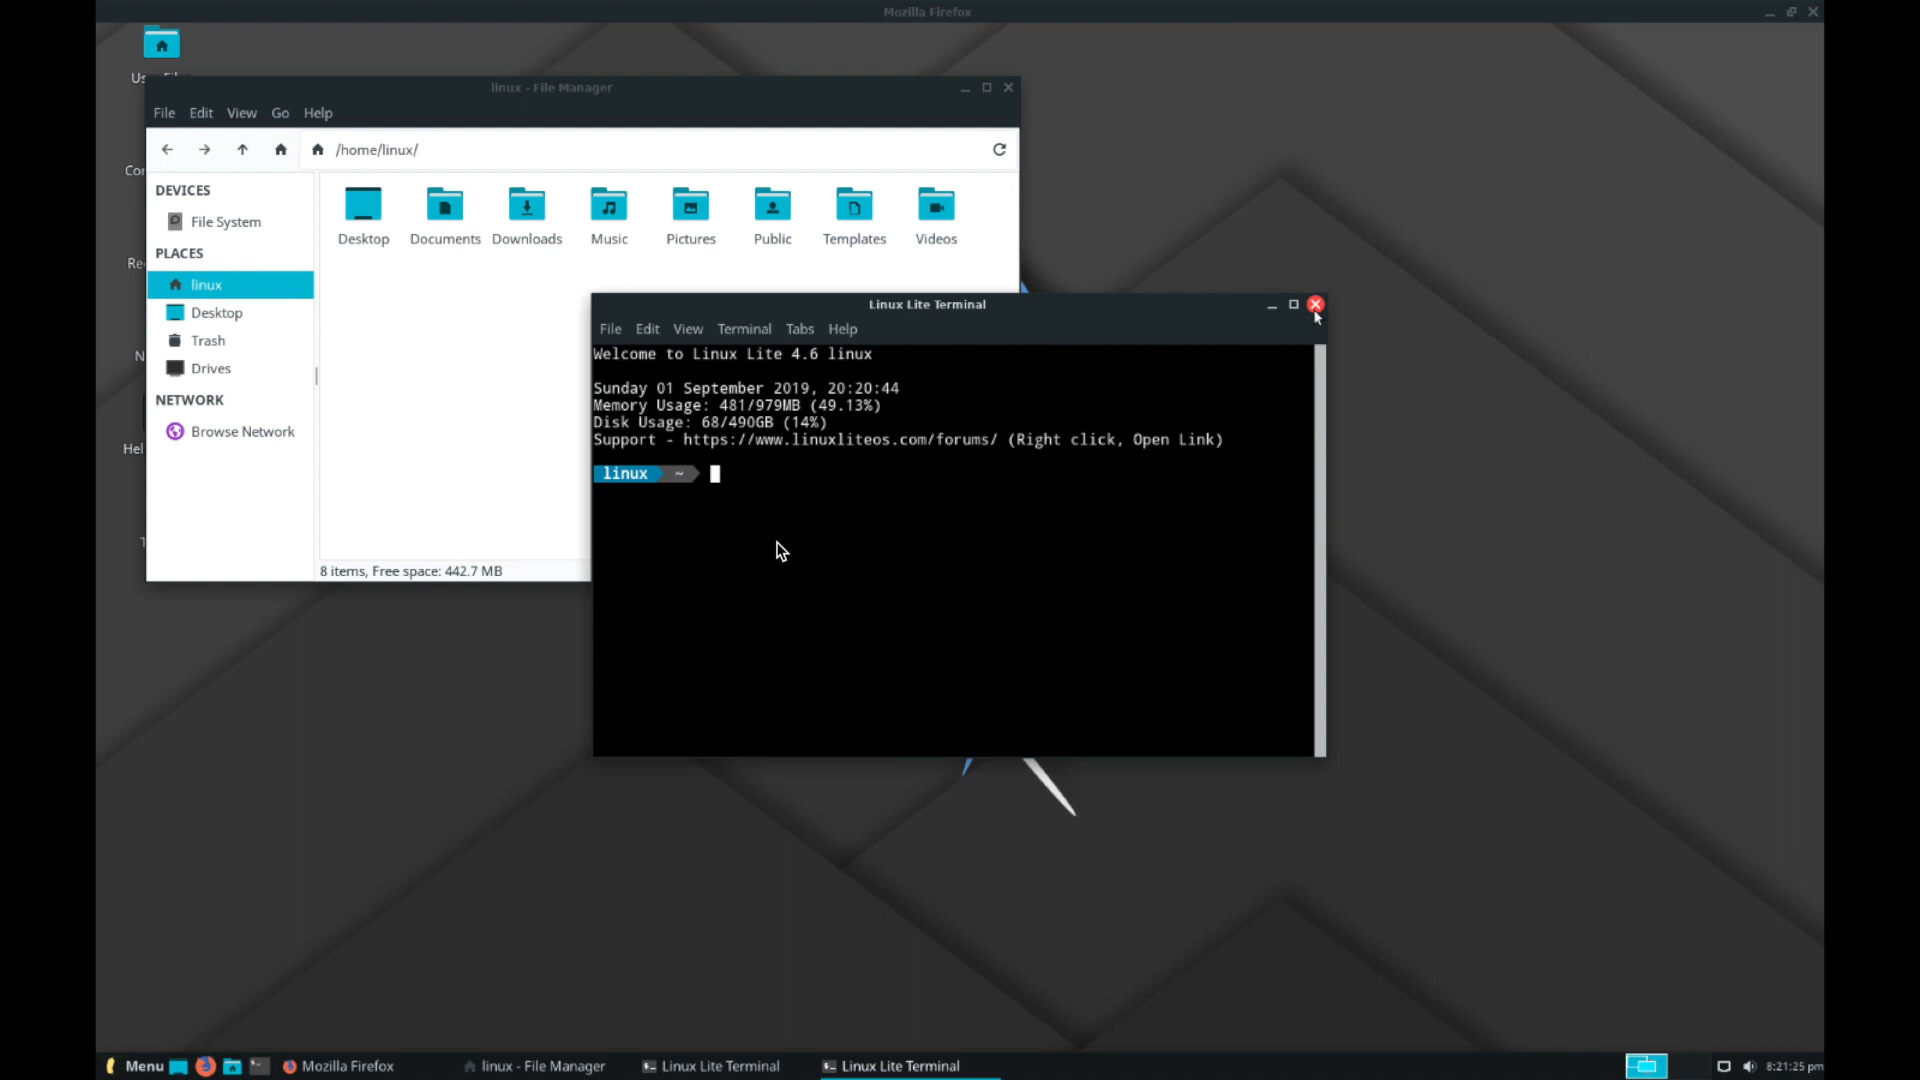 Mozilla Firefox
linux - File Manager
File Edit View Go Help
/home/linux/
DEVICES
File System
PLACES
linux
Desktop
Trash
Drives
NETWORK
Browse Network
Desktop Documents Downloads Music Pictures Public Templates Videos
8 items, Free space: 442.7 MB
Linux Lite Terminal
File Edit View Terminal Tabs Help
Welcome to Linux Lite 4.6 linux
Sunday 01 September 2019, 20:20:44
Memory Usage: 481/979MB (49.13%)
Disk Usage: 68/490GB (14%)
Support - https://www.linuxliteos.com/forums/ (Right click, Open Link)
linux ~
Menu Mozilla Firefox linux - File Manager Linux Lite Terminal Linux Lite Terminal 8:21:25 pm